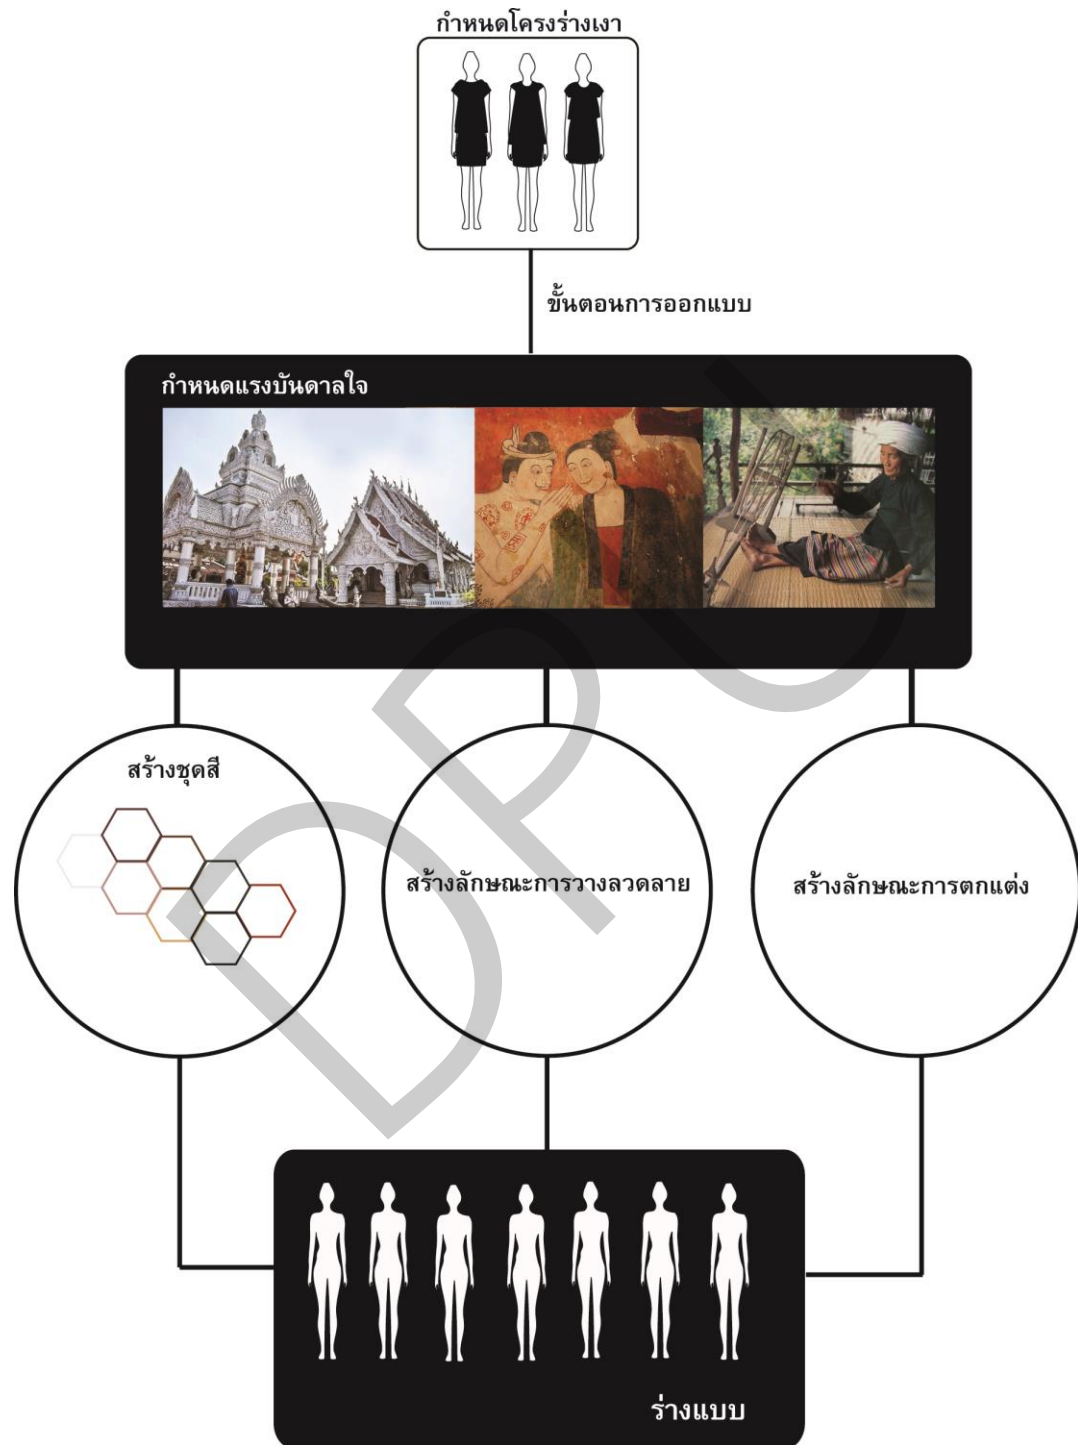 กำหนดโครงร่างเงา
ขั้นตอนการออกแบบ
กำหนดแรงบันดาลใจ
สร้างชุดสี
สร้างลักษณะการวางลวดลาย
สร้างลักษณะการตกแต่ง
ร่างแบบ
DPU